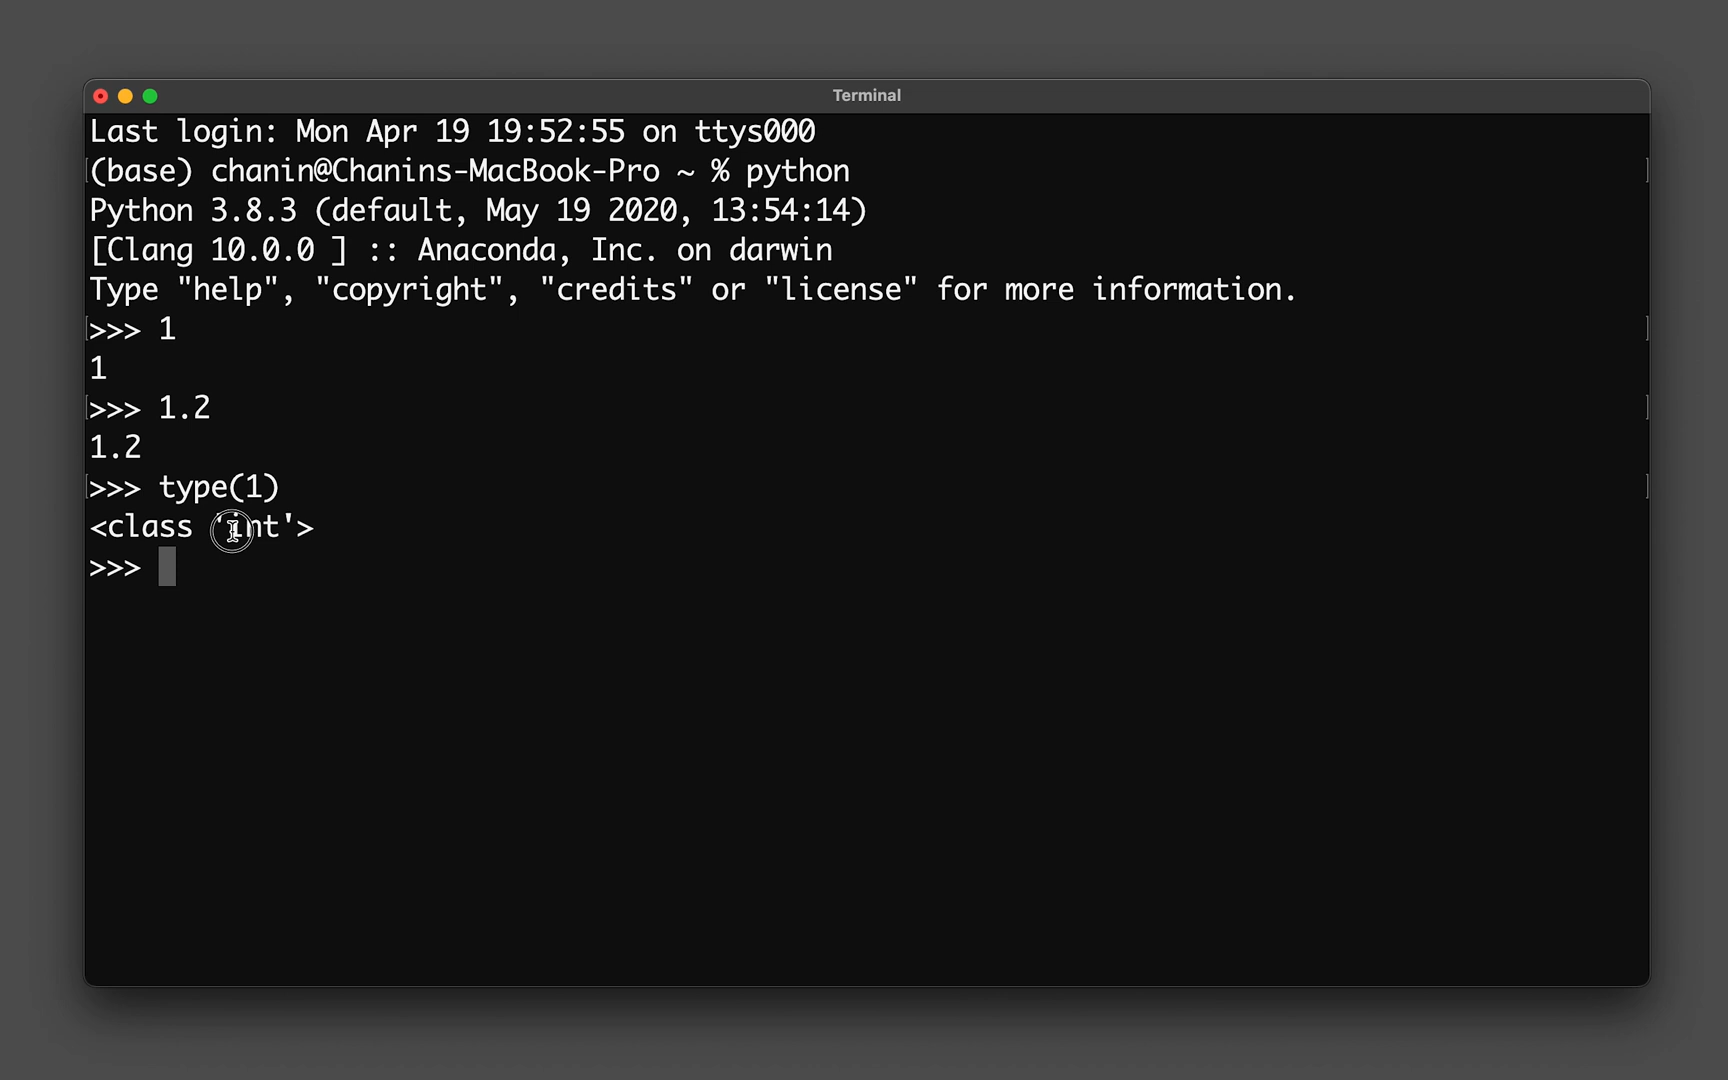 Terminal
Last login: Mon Apr 19 19:52:55 on ttys000
(base) chanin@Chanins-MacBook-Pro ~ % python
Python 3.8.3 (default, May 19 2020, 13:54:14)
[Clang 10.0.0 ] :: Anaconda, Inc. on darwin
Type "help", "copyright", "credits" or "license" for more information.
>>> 1
1
>>> 1.2
1.2
>>> type(1)
<class 'int'>
>>>